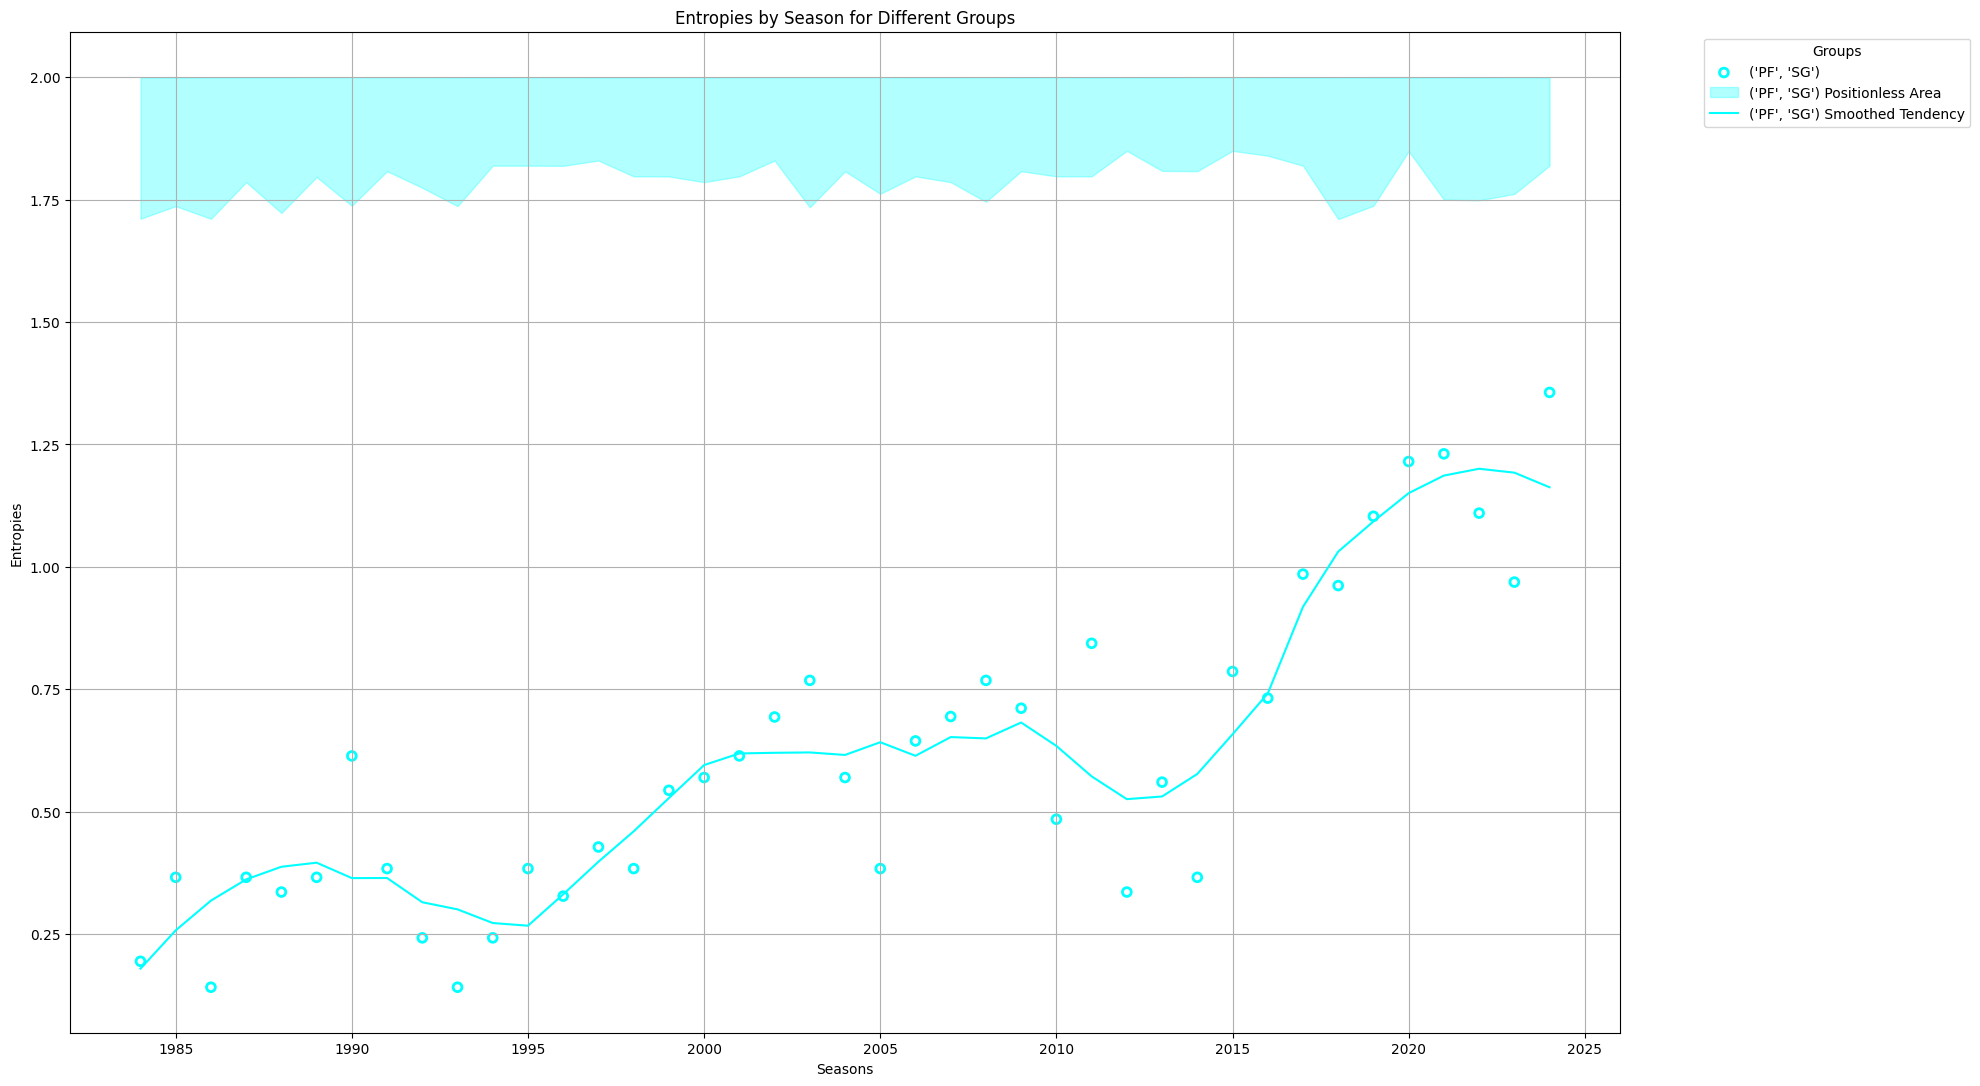 Entropies by Season for Different Groups
Groups
('PF', 'SG')
('PF', 'SG') Positionless Area
('PF', 'SG') Smoothed Tendency
Entropies
2.00
1.75
1.50
1.25
1.00
0.75
0.50
0.25
1985
1990
1995
2000
2005
2010
2015
2020
2025
Seasons